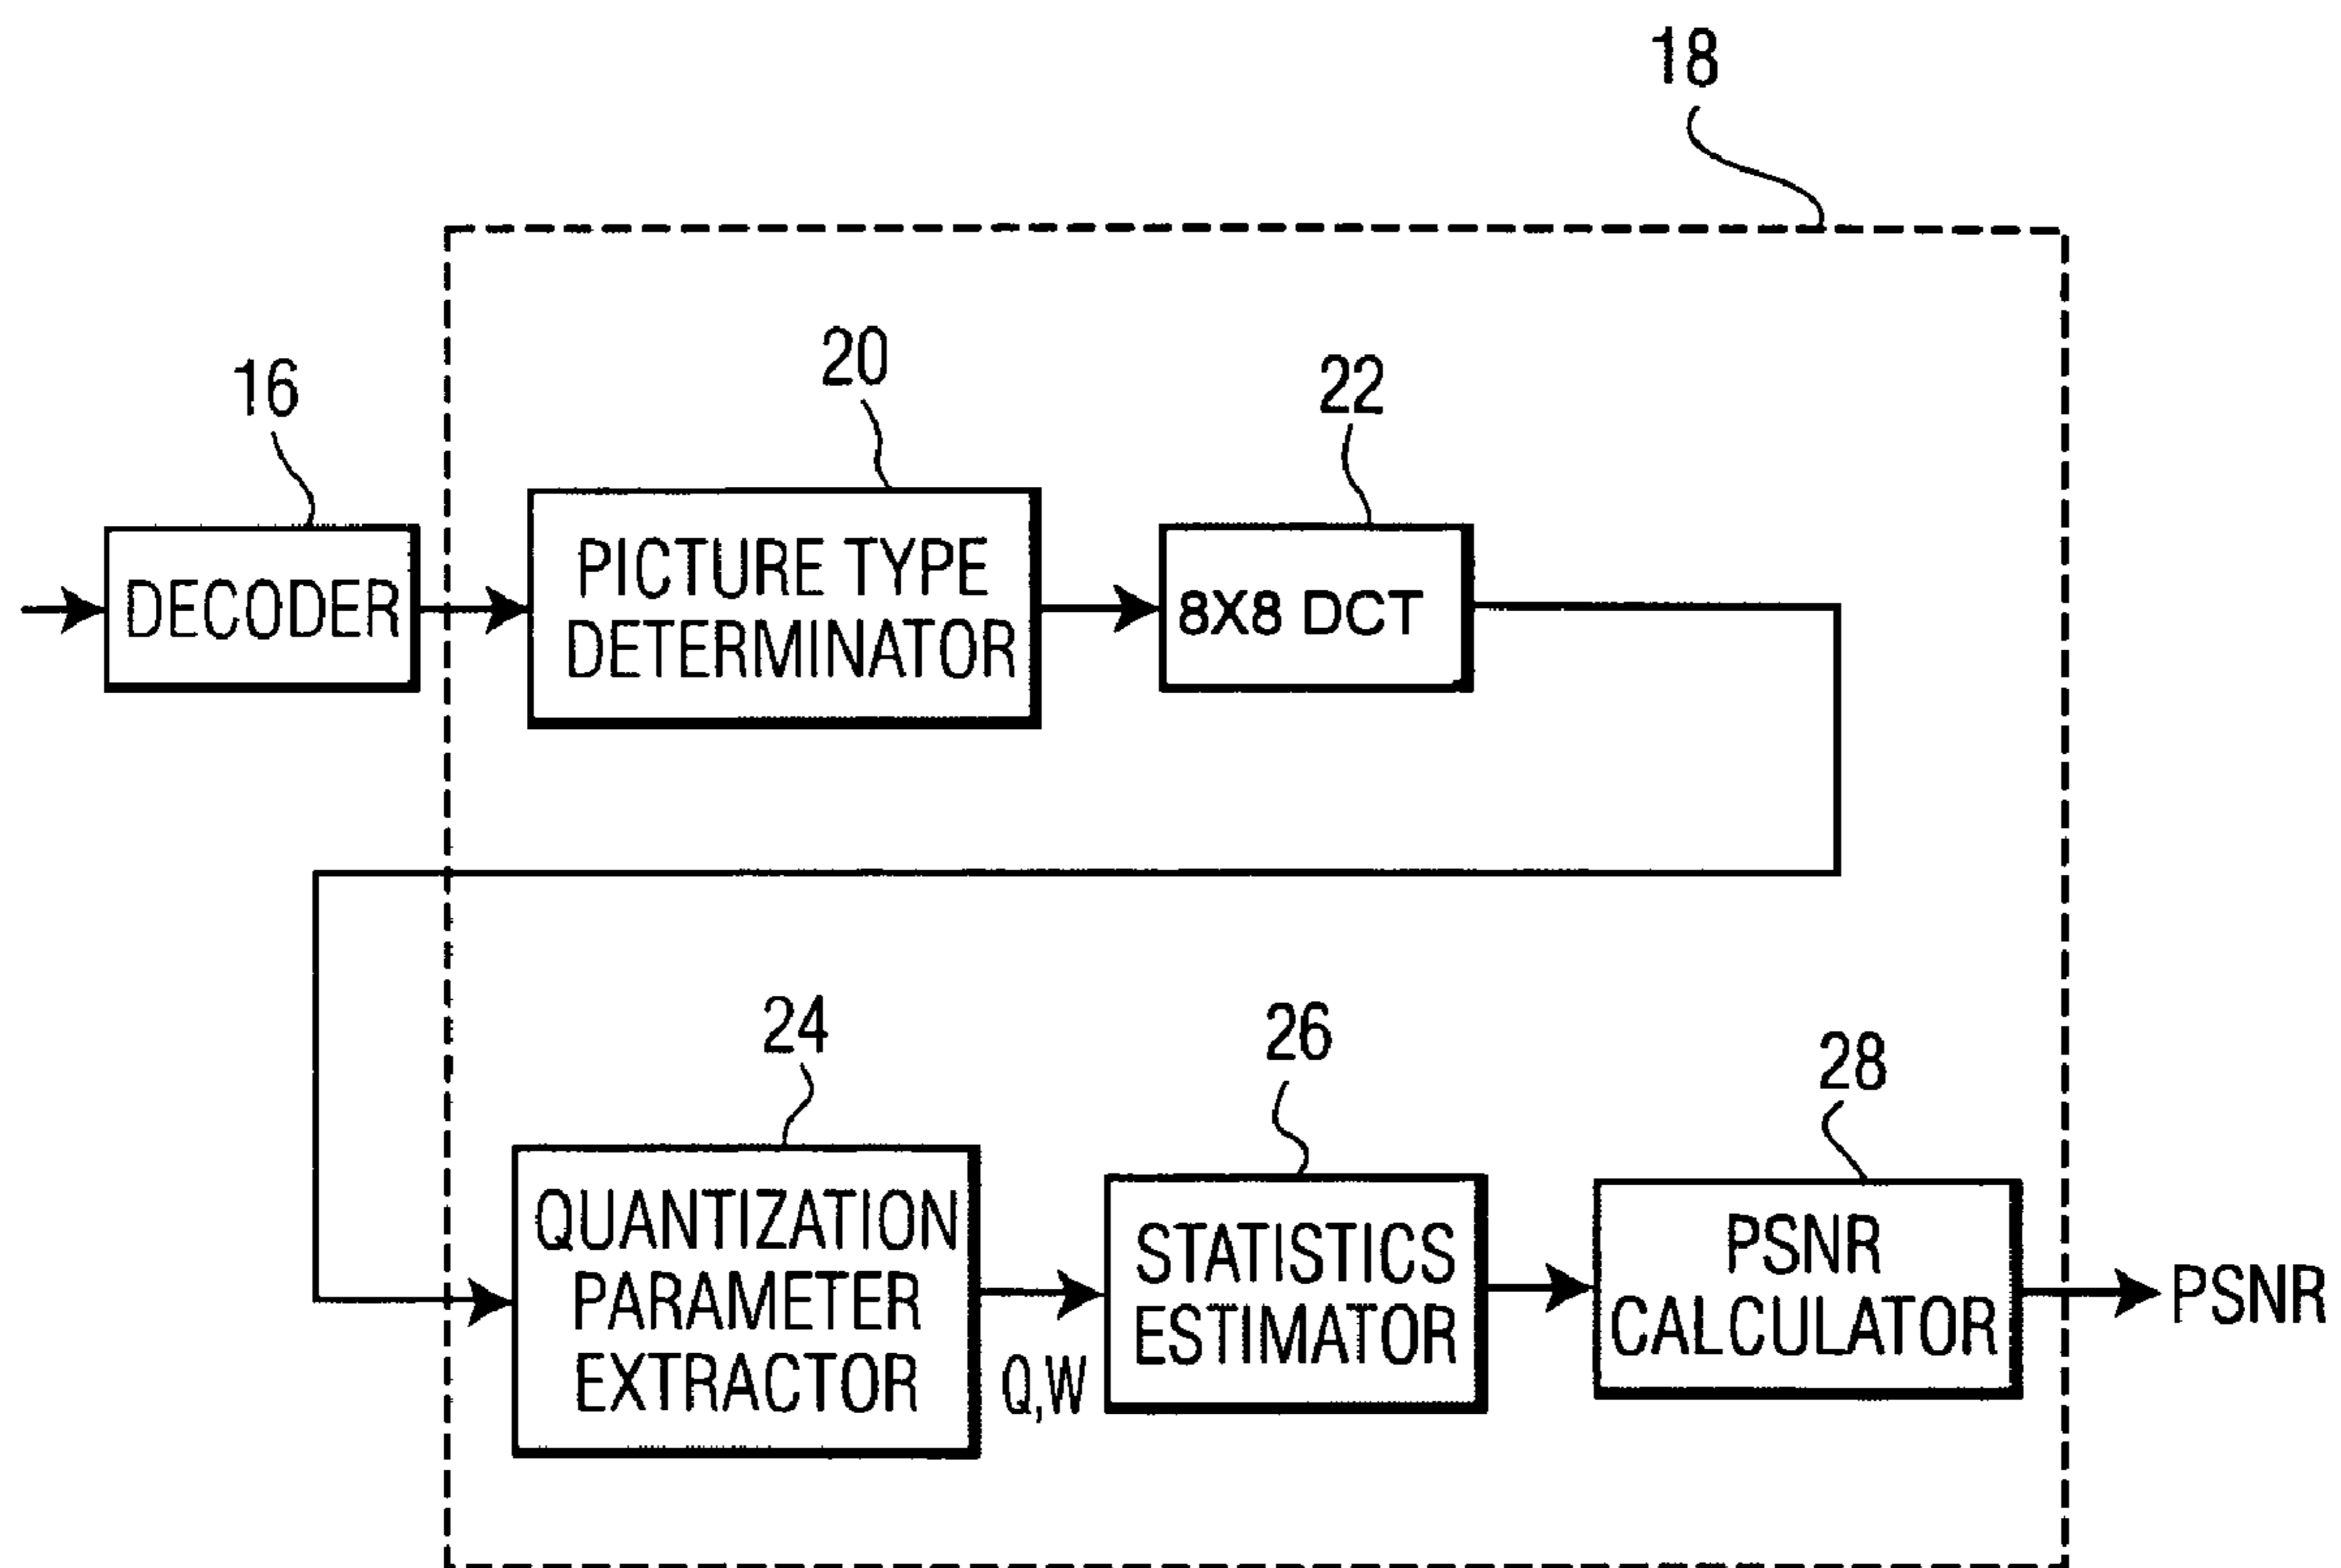 18
16
20
22
DECODER
PICTURE TYPE
DETERMINATOR
8X8 DCT
24
26
28
QUANTIZATION
PARAMETER
EXTRACTOR
Q,W
STATISTICS
ESTIMATOR
PSNR
CALCULATOR
PSNR